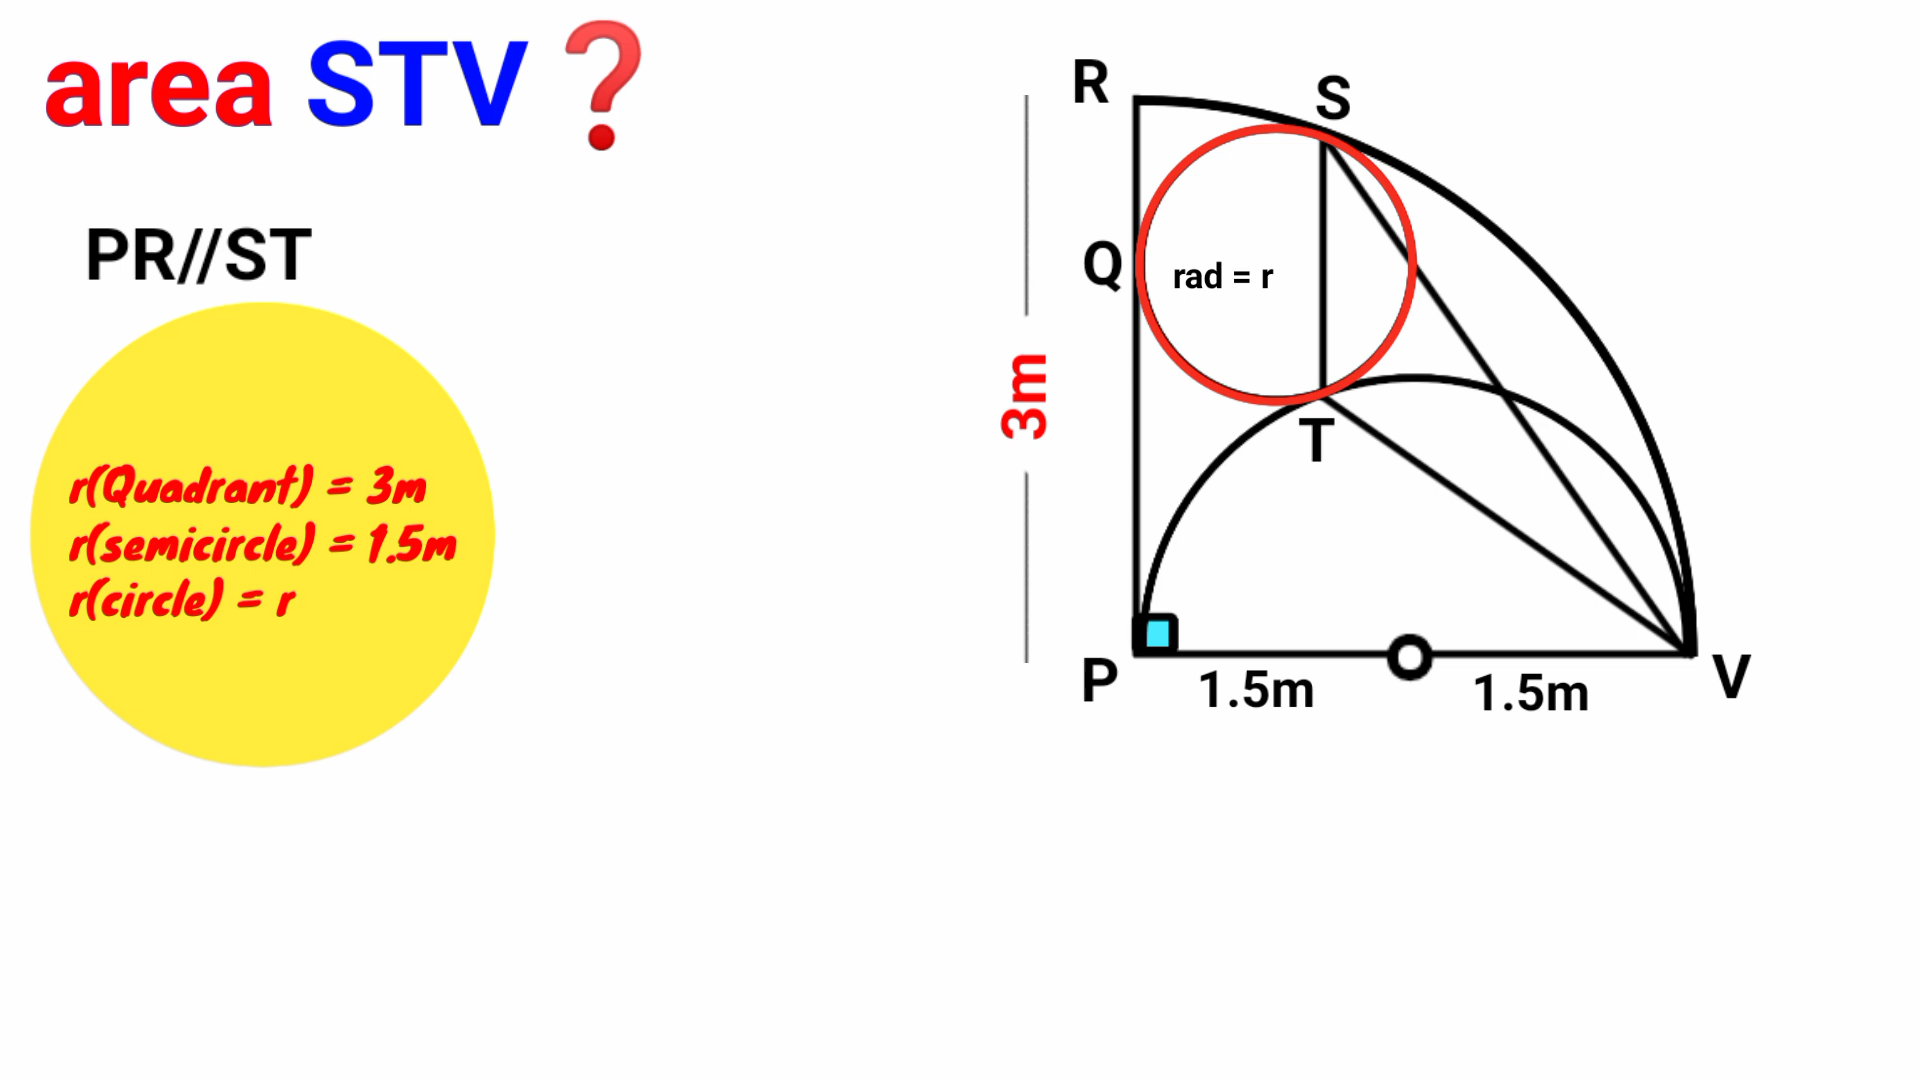 area STV❓
PR//ST
r(Quadrant) = 3m
r(semicircle) = 1.5m
r(circle) = r
R
S
Q
rad = r
3m
T
P
1.5m
O
1.5m
V